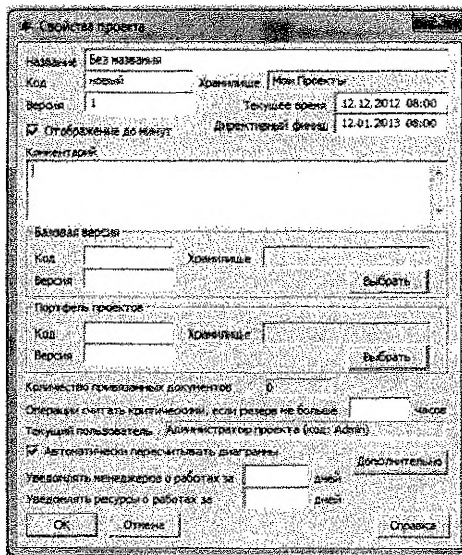 Свойства проекта
Название Без названия
Код новый Хранилище Мои Проекты
Версия 1 Текущее время 12.12.2012 08:00
Отображение до минут Директивный финиш 12.01.2013 08:00
Комментарий
Базовая версия
Код Хранилище
Версия Выбрать
Портфель проектов
Код Хранилище
Версия Выбрать
Количество привязанных документов 0
Операции считать критическими, если резерв не больше часов
Текущий пользователь Администратор проекта (код: Admin)
Автоматически пересчитывать диаграммы
Дополнительно
Уведомлять менеджеров о работах за дней
Уведомлять ресурсы о работах за дней
ОК Отмена Справка